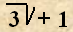 3√ + 1